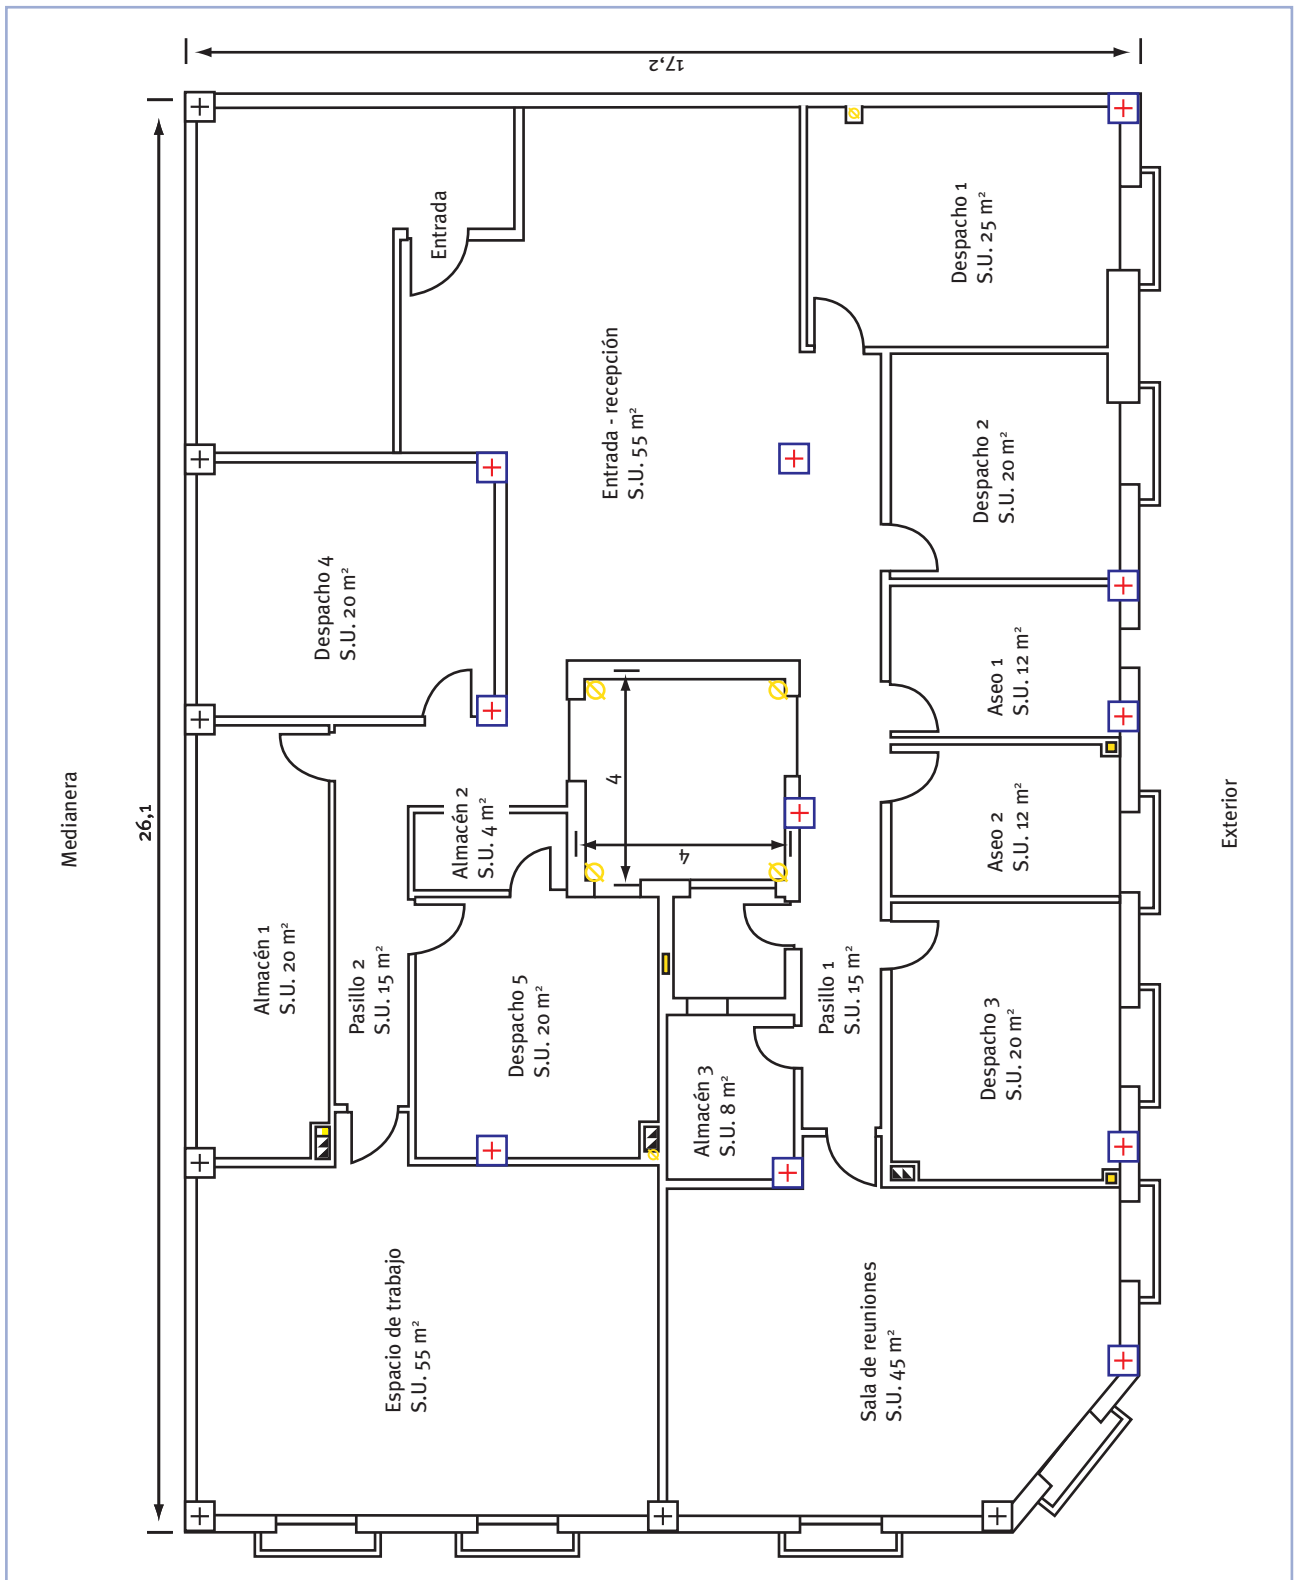 17,2
Medianera
26,1
Entrada
Despacho 1
S.U. 25 m²
Entrada - recepción
S.U. 55 m²
Despacho 2
S.U. 20 m²
Despacho 4
S.U. 20 m²
Aseo 1
S.U. 12 m²
4
4
Almacén 2
S.U. 4 m²
Aseo 2
S.U. 12 m²
Exterior
Almacén 1
S.U. 20 m²
Pasillo 2
S.U. 15 m²
Despacho 5
S.U. 20 m²
Pasillo 1
S.U. 15 m²
Almacén 3
S.U. 8 m²
Despacho 3
S.U. 20 m²
Espacio de trabajo
S.U. 55 m²
Sala de reuniones
S.U. 45 m²